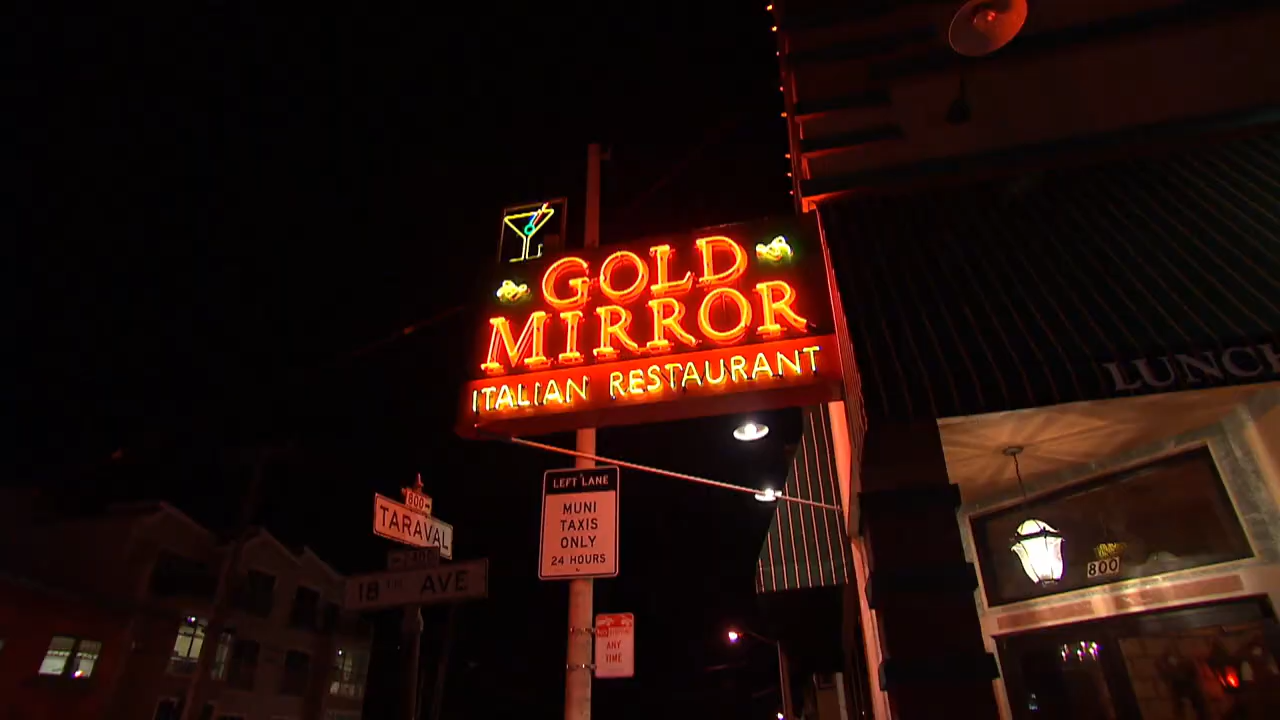 GOLD
MIRROR
ITALIAN RESTAURANT
LUNCH
LEFT LANE
MUNI
TAXIS
ONLY
24 HOURS
800
TARAVAL
2400
18TH AVE
ANY
TIME
800